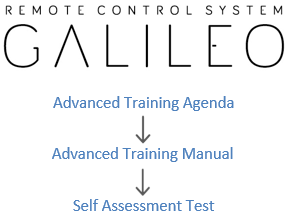 REMOTE CONTROL SYSTEM
GALILEO
Advanced Training Agenda
Advanced Training Manual
Self Assessment Test